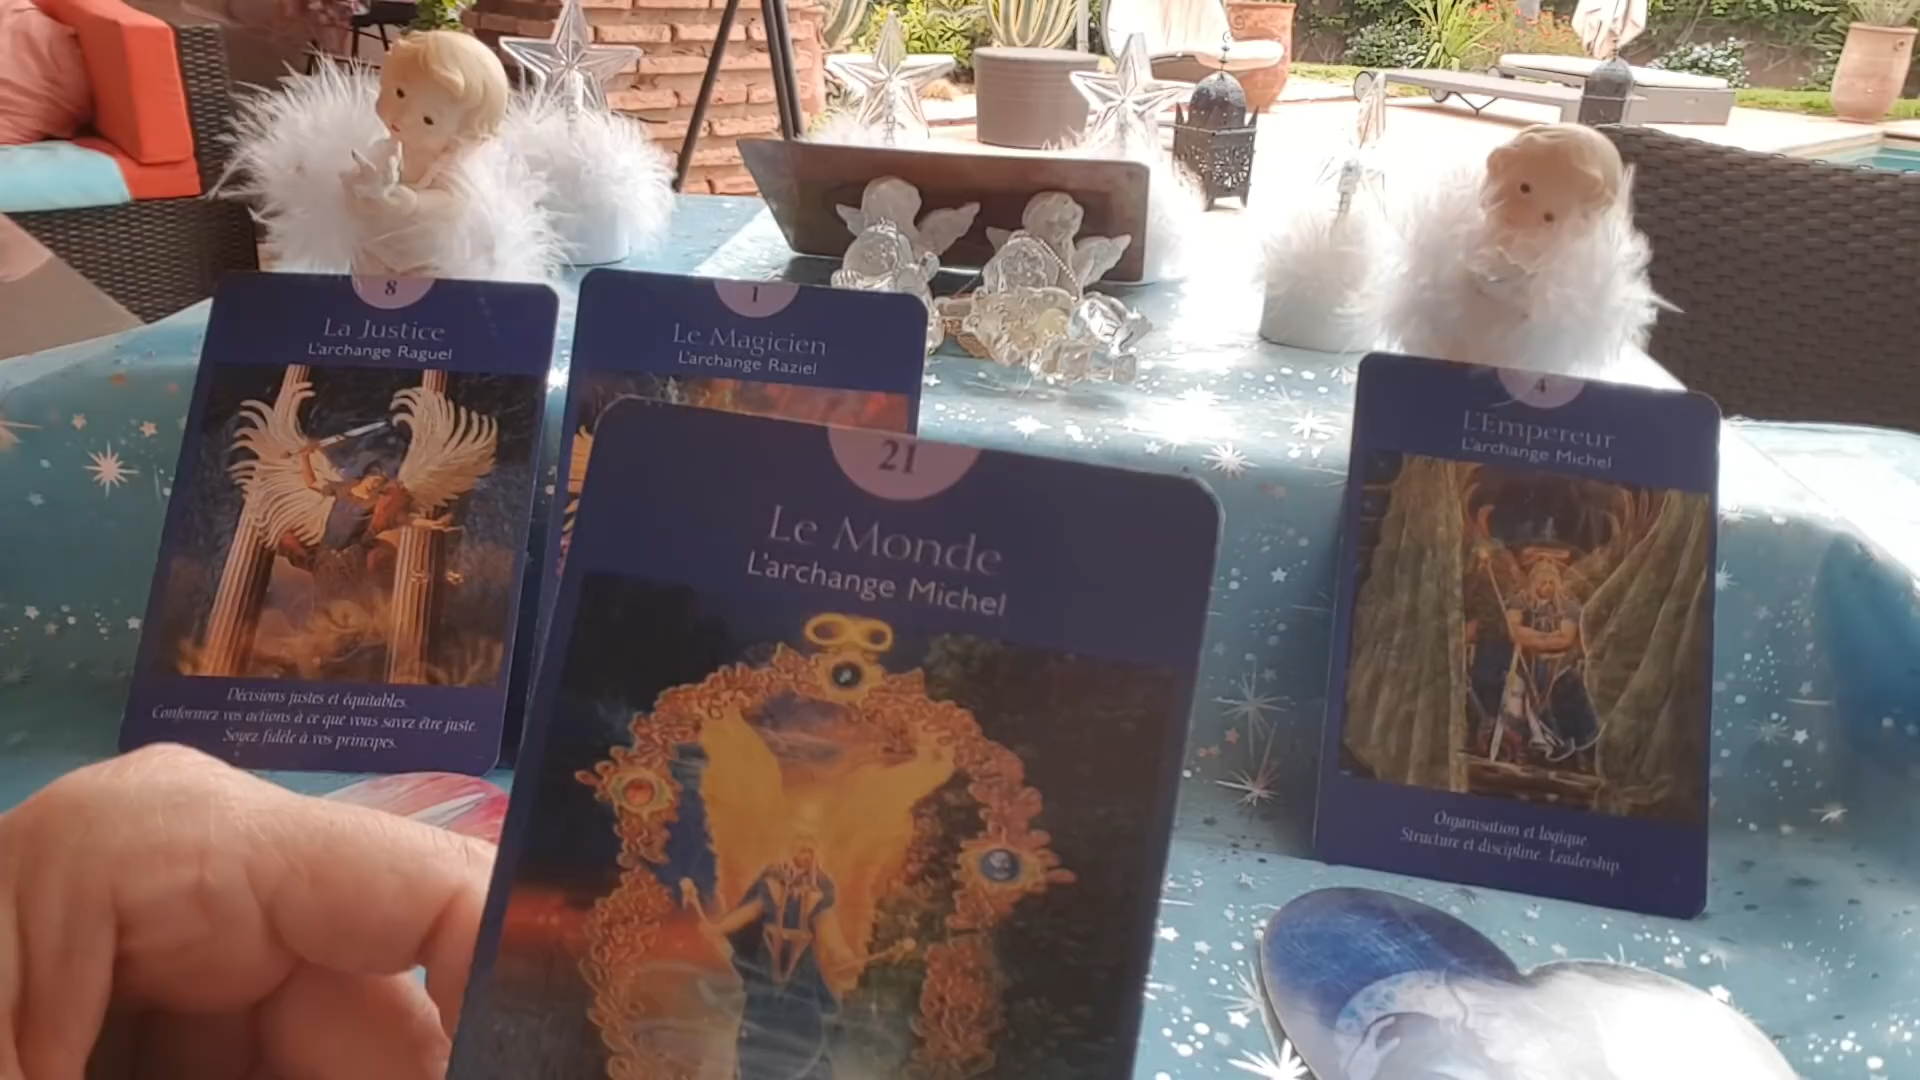 8
La Justice
L'archange Raguel
Décisions justes et équitables.
Conformez vos actions à ce que vous savez être juste.
Soyez fidèle à vos principes.
1
Le Magicien
L'archange Raziel
21
Le Monde
L'archange Michel
4
L'Empereur
L'archange Michel
Organisation et logique
Structure et discipline. Leadership